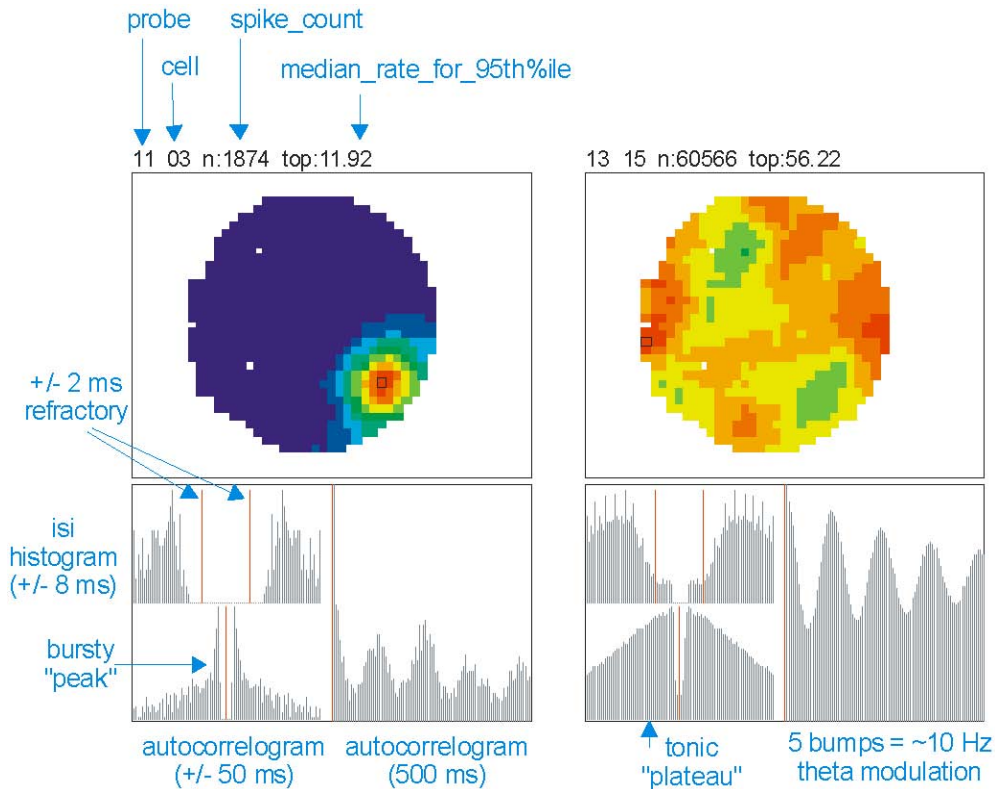 probe
spike_count
cell
median_rate_for_95th%ile
11 03 n:1874 top:11.92
13 15 n:60566 top:56.22
+/- 2 ms
refractory
isi
histogram
(+/- 8 ms)
bursty
"peak"
autocorrelogram
(+/- 50 ms)
autocorrelogram
(500 ms)
tonic
"plateau"
5 bumps = ~10 Hz
theta modulation